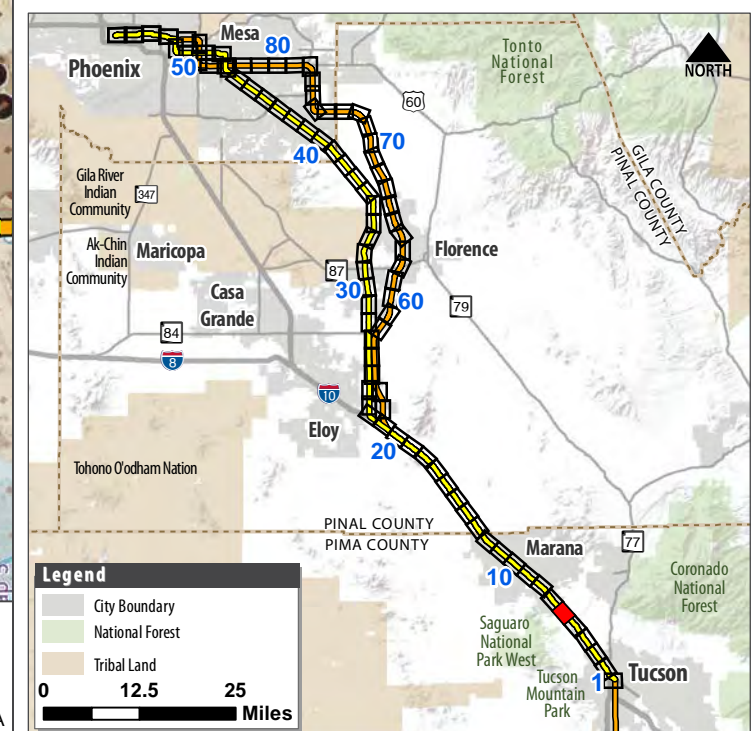 Mesa
80
Phoenix
50
Tonto
National
Forest
NORTH
60
70
40
GILA COUNTY
PINAL COUNTY
Gila River
Indian
Community
347
Ak-Chin
Indian
Community
Maricopa
Florence
87
30
60
Casa
Grande
79
84
8
10
Eloy
20
Tohono O'odham Nation
PINAL COUNTY
PIMA COUNTY
77
Marana
10
Coronado
National
Forest
Saguaro
National
Park West
Tucson
Mountain
Park
1
Tucson
Legend
City Boundary
National Forest
Tribal Land
0 12.5 25
Miles
A